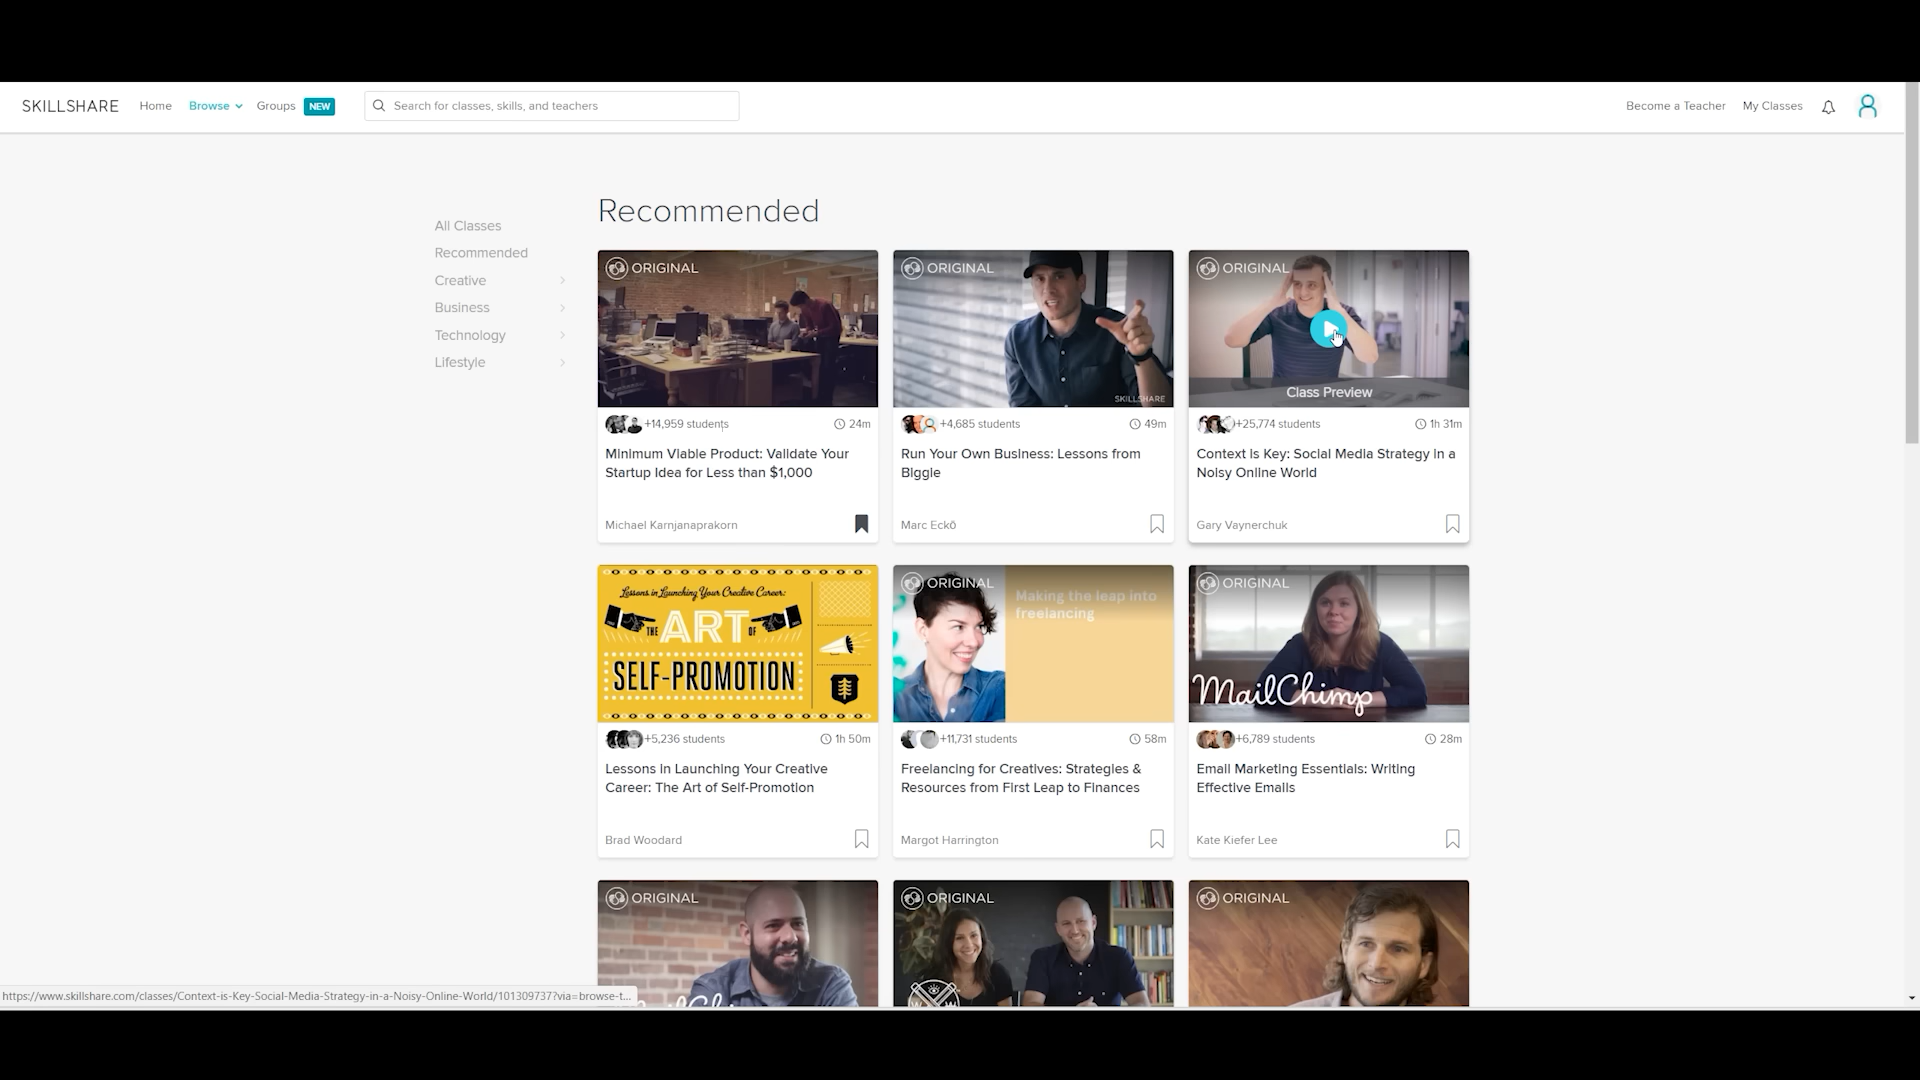 SKILLSHARE
Home
Browse
Groups
NEW
Search for classes, skills, and teachers
Become a Teacher
My Classes
Recommended
All Classes
Recommended
Creative
Business
Technology
Lifestyle
ORIGINAL
+14,959 students
24m
Minimum Viable Product: Validate Your
Startup Idea for Less than $1,000
Michael Karnjanaprakorn
ORIGINAL
SKILLSHARE
+4,685 students
49m
Run Your Own Business: Lessons from
Biggie
Marc Eckō
ORIGINAL
Class Preview
+25,774 students
1h 31m
Context is Key: Social Media Strategy in a
Noisy Online World
Gary Vaynerchuk
Lessons in Launching Your Creative Career:
THE ART OF
SELF-PROMOTION
+5,236 students
1h 50m
Lessons in Launching Your Creative
Career: The Art of Self-Promotion
Brad Woodard
ORIGINAL
Making the leap into
freelancing
+11,731 students
58m
Freelancing for Creatives: Strategies &
Resources from First Leap to Finances
Margot Harrington
ORIGINAL
MailChimp
+6,789 students
28m
Email Marketing Essentials: Writing
Effective Emails
Kate Kiefer Lee
ORIGINAL
ORIGINAL
ORIGINAL
https://www.skillshare.com/classes/Context-is-Key-Social-Media-Strategy-in-a-Noisy-Online-World/101309737?via=browse-t...